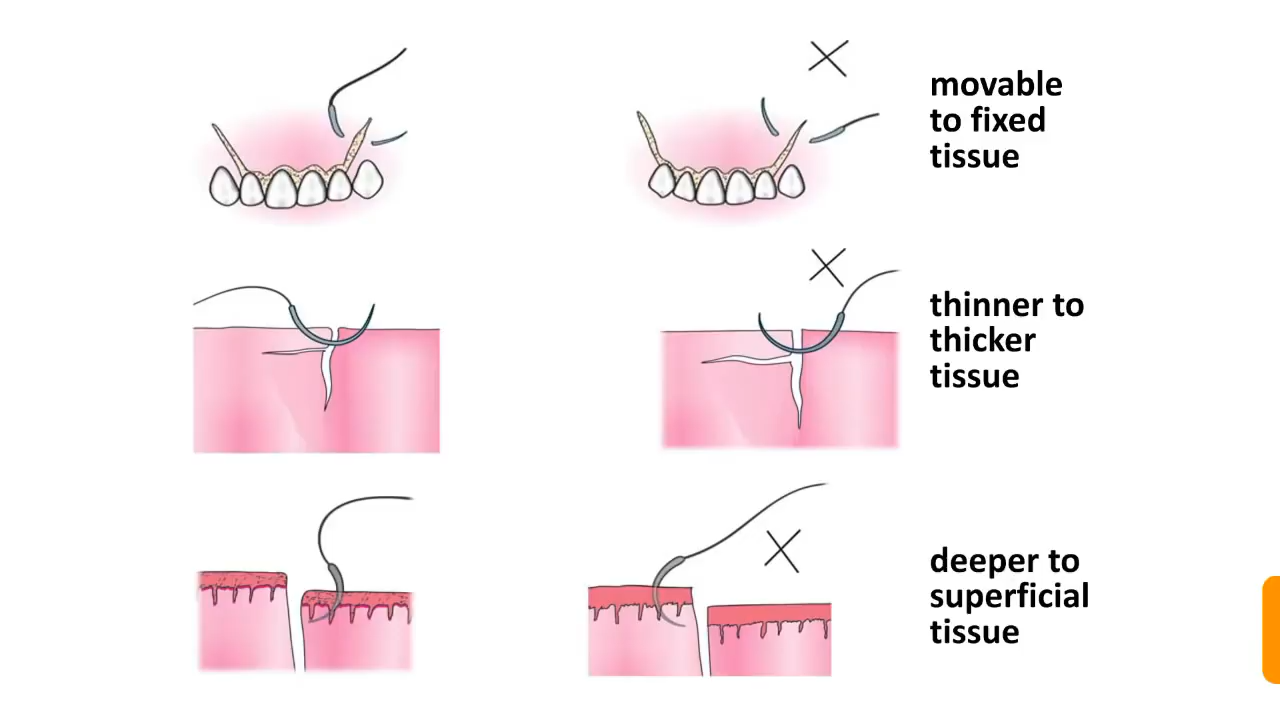 movable
to fixed
tissue
thinner to
thicker
tissue
deeper to
superficial
tissue